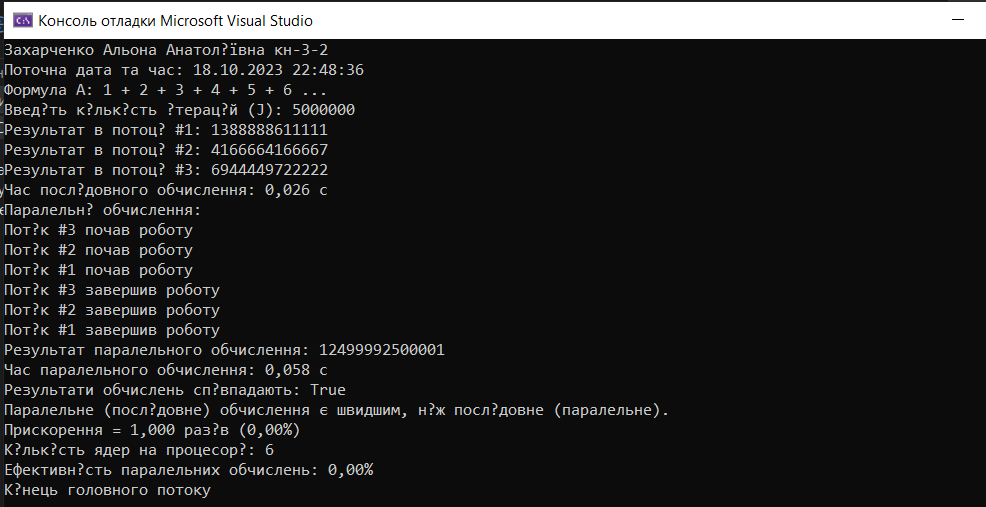 Консоль отладки Microsoft Visual Studio
Захарченко Альона Анатол?ївна кн-3-2
Поточна дата та час: 18.10.2023 22:48:36
Формула А: 1 + 2 + 3 + 4 + 5 + 6 ...
Введ?ть к?льк?сть ?терац?й (J): 5000000
Результат в потоц? #1: 1388888611111
Результат в потоц? #2: 4166664166667
Результат в потоц? #3: 6944449722222
Час посл?довного обчислення: 0,026 с
Паралельн? обчислення:
Пот?к #3 почав роботу
Пот?к #2 почав роботу
Пот?к #1 почав роботу
Пот?к #3 завершив роботу
Пот?к #2 завершив роботу
Пот?к #1 завершив роботу
Результат паралельного обчислення: 12499992500001
Час паралельного обчислення: 0,058 с
Результати обчислень сп?впадають: True
Паралельне (посл?довне) обчислення є швидшим, н?ж посл?довне (паралельне).
Прискорення = 1,000 раз?в (0,00%)
К?льк?сть ядер на процесор?: 6
Ефективн?сть паралельних обчислень: 0,00%
К?нець головного потоку